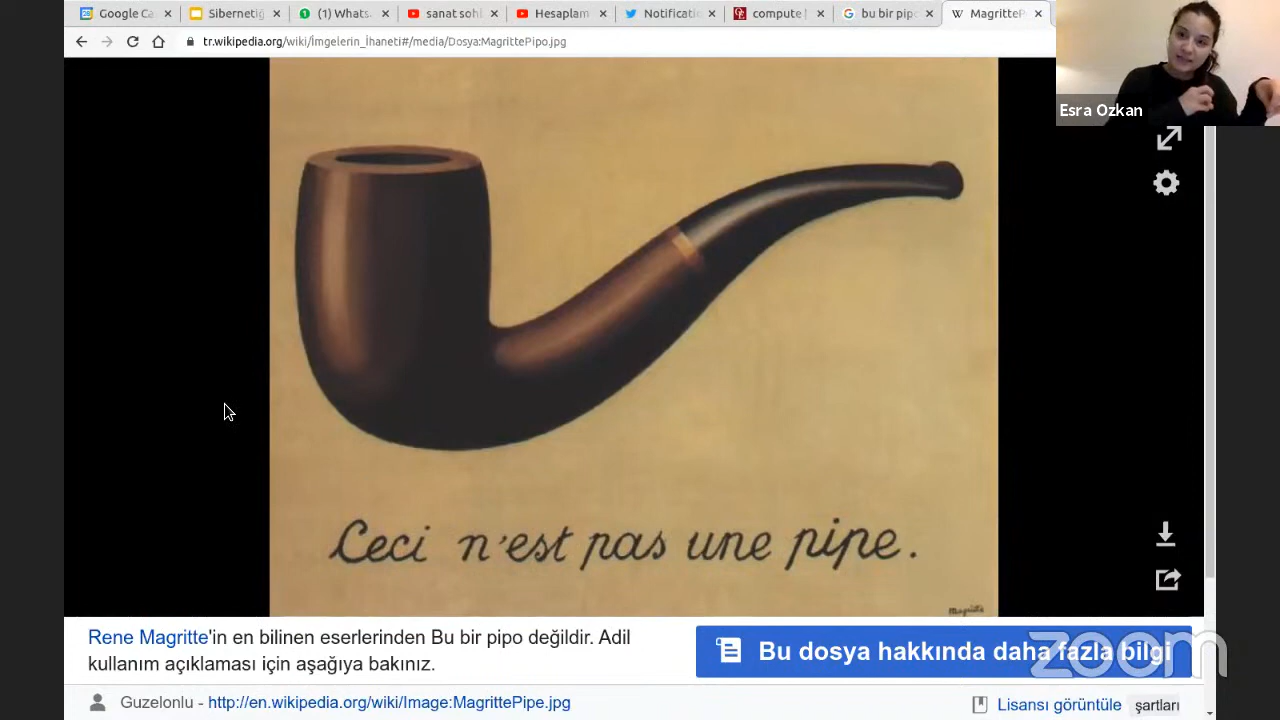 Google Ca
Sibernetiğ
(1) Whats
sanat sohl
Hesaplam
Notificati
compute
bu bir pipo
MagritteP
tr.wikipedia.org/wiki/İmgelerin_İhaneti#/media/Dosya:MagrittePipo.jpg
Esra Ozkan
Ceci n'est pas une pipe.
Magritte
Rene Magritte'in en bilinen eserlerinden Bu bir pipo değildir. Adil
kullanım açıklaması için aşağıya bakınız.
Bu dosya hakkında daha fazla bilgi
zoom
Guzelonlu - http://en.wikipedia.org/wiki/Image:MagrittePipe.jpg
Lisansı görüntüle şartları